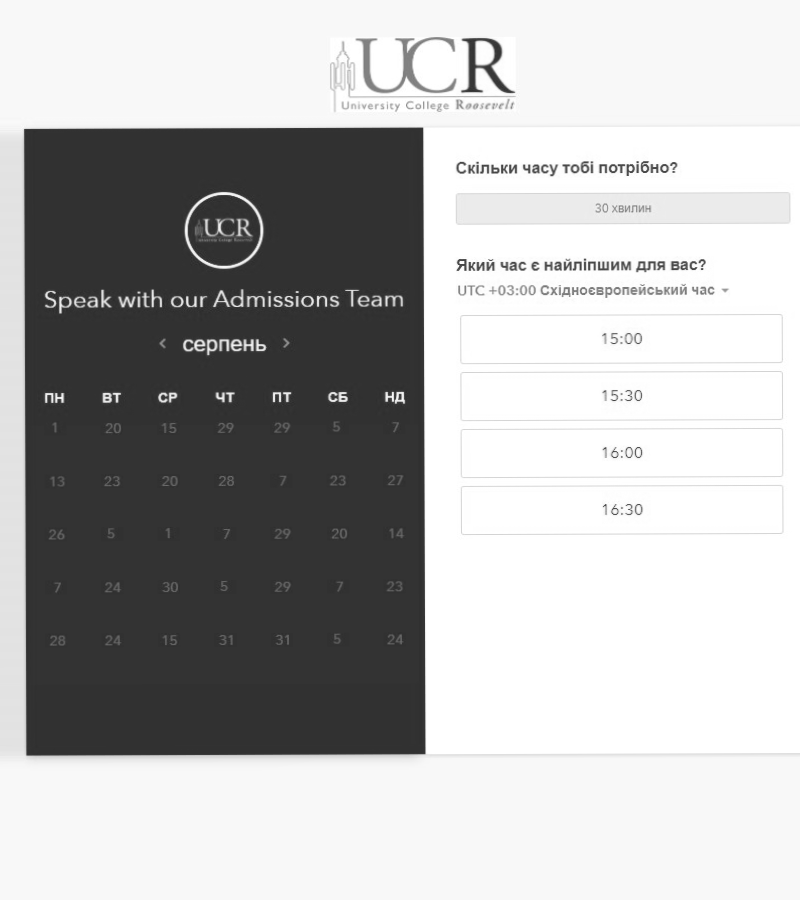 UCR
University College Roosevelt
UCR
University College Roosevelt
Speak with our Admissions Team
серпень
ПН ВТ СР ЧТ ПТ СБ НД
1 20 15 29 29 5 7
13 23 20 28 7 23 27
26 5 1 7 29 20 14
7 24 30 5 29 7 23
28 24 15 31 31 5 24
Скільки часу тобі потрібно?
30 хвилин
Який час є найліпшим для вас?
UTC +03:00 Східноєвропейський час
15:00
15:30
16:00
16:30